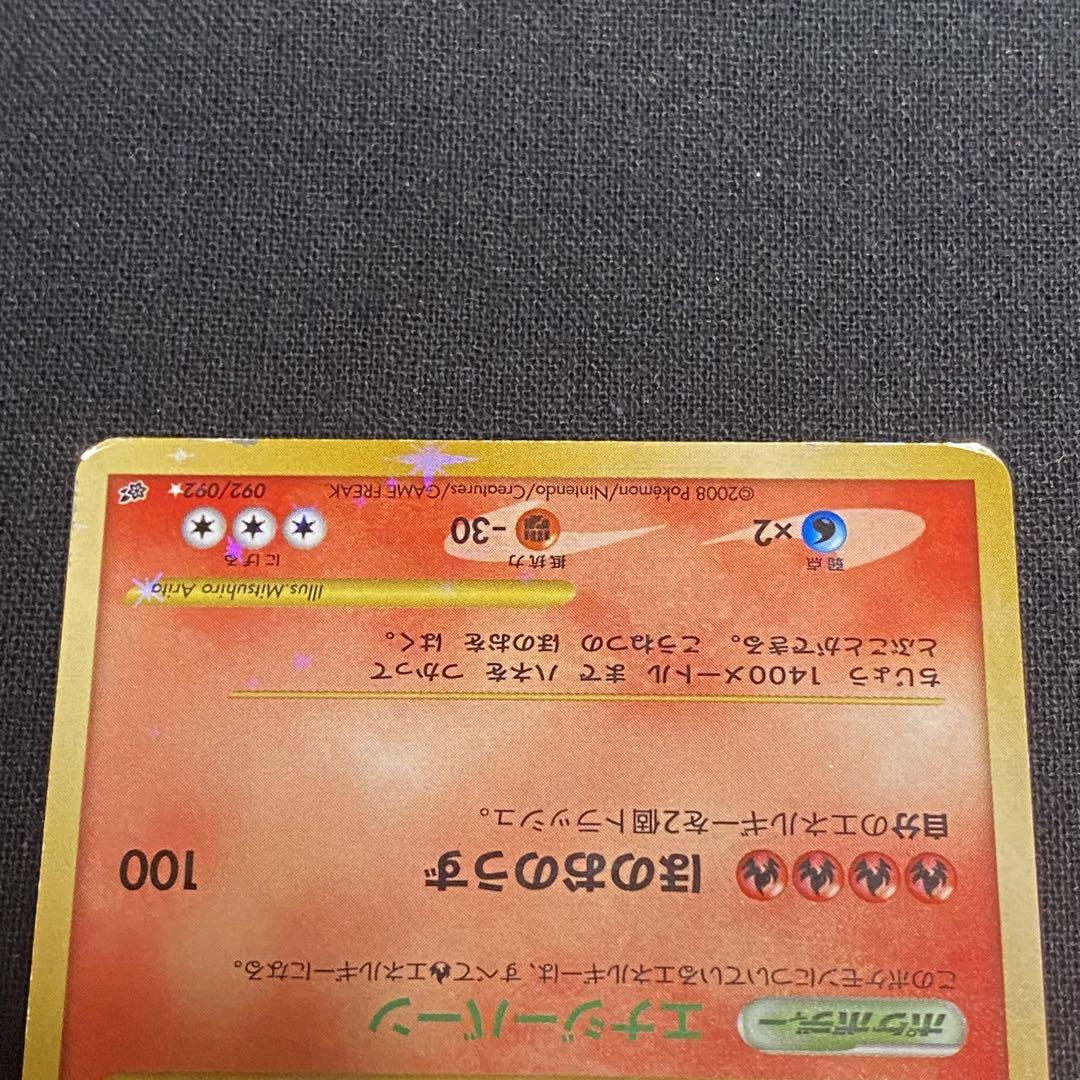 ポケボディー エナジーバーン
このポケモンについているエネルギーは、すべてエネルギーになる。
ほのおのうず 100
自分のエネルギーを2個トラッシュ。
ちじょう 1400メートル まで ハネを つかって
とぶことができる。 こうねつの ほのおを はく。
Illus.Mitsuhiro Arita
弱点 抵抗力 にげる
×2 -30
©2008 Pokémon/Nintendo/Creatures/GAME FREAK. 092/092